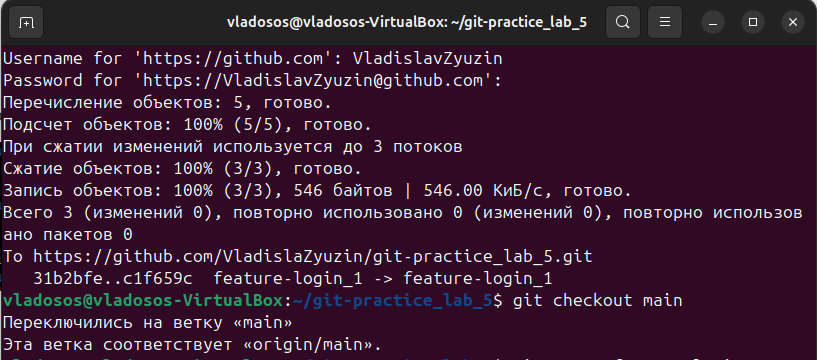 vladosos@vladosos-VirtualBox: ~/git-practice_lab_5
Username for 'https://github.com': VladislavZyuzin
Password for 'https://VladislavZyuzin@github.com':
Перечисление объектов: 5, готово.
Подсчет объектов: 100% (5/5), готово.
При сжатии изменений используется до 3 потоков
Сжатие объектов: 100% (3/3), готово.
Запись объектов: 100% (3/3), 546 байтов | 546.00 КиБ/с, готово.
Всего 3 (изменений 0), повторно использовано 0 (изменений 0), повторно использов
ано пакетов 0
To https://github.com/VladislaZyuzin/git-practice_lab_5.git
31b2bfe..c1f659c  feature-login_1 -> feature-login_1
vladosos@vladosos-VirtualBox:~/git-practice_lab_5$ git checkout main
Переключились на ветку «main»
Эта ветка соответствует «origin/main».